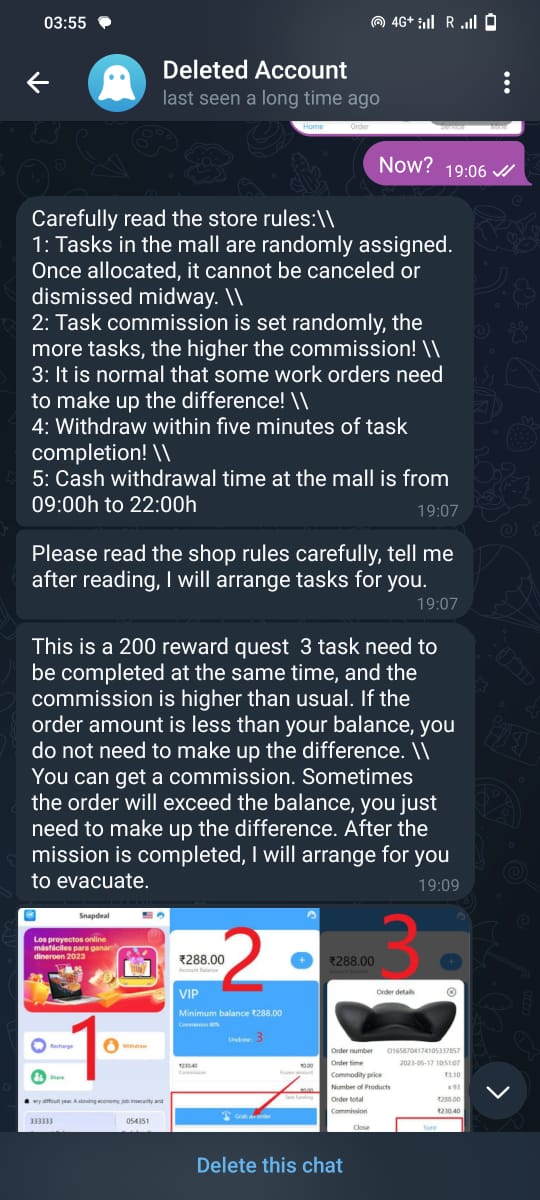 03:55
4G+
R
Deleted Account
last seen a long time ago
Home Order Service Mine
Now? 19:06
Carefully read the store rules:\\
1: Tasks in the mall are randomly assigned.
Once allocated, it cannot be canceled or
dismissed midway. \\
2: Task commission is set randomly, the
more tasks, the higher the commission! \\
3: It is normal that some work orders need
to make up the difference! \\
4: Withdraw within five minutes of task
completion! \\
5: Cash withdrawal time at the mall is from
09:00h to 22:00h
19:07
Please read the shop rules carefully, tell me
after reading, I will arrange tasks for you.
19:07
This is a 200 reward quest 3 task need to
be completed at the same time, and the
commission is higher than usual. If the
order amount is less than your balance, you
do not need to make up the difference. \\
You can get a commission. Sometimes
the order will exceed the balance, you just
need to make up the difference. After the
mission is completed, I will arrange for you
to evacuate.
19:09
Snapdeal
Los proyectos online
másfáciles para ganar
dineroen 2023
1
Recharge
Withdraw
Share
ery difficult year. A slowing economy, job insecurity and
333333 054351
2
₹288.00
Account Balance
VIP
Minimum balance ₹288.00
Commission 80%
Undone: 3
₹230.40 ₹0.00
Commission Frozen amount
₹0.00
Grab an order
3
₹288.00
Order details
Order number 0165870417410533785​7
Order time 2023-05-17 10:51:07
Commodity price ₹3.10
Number of Products x 93
Order total ₹288.00
Commission ₹230.40
Close Sure
Delete this chat